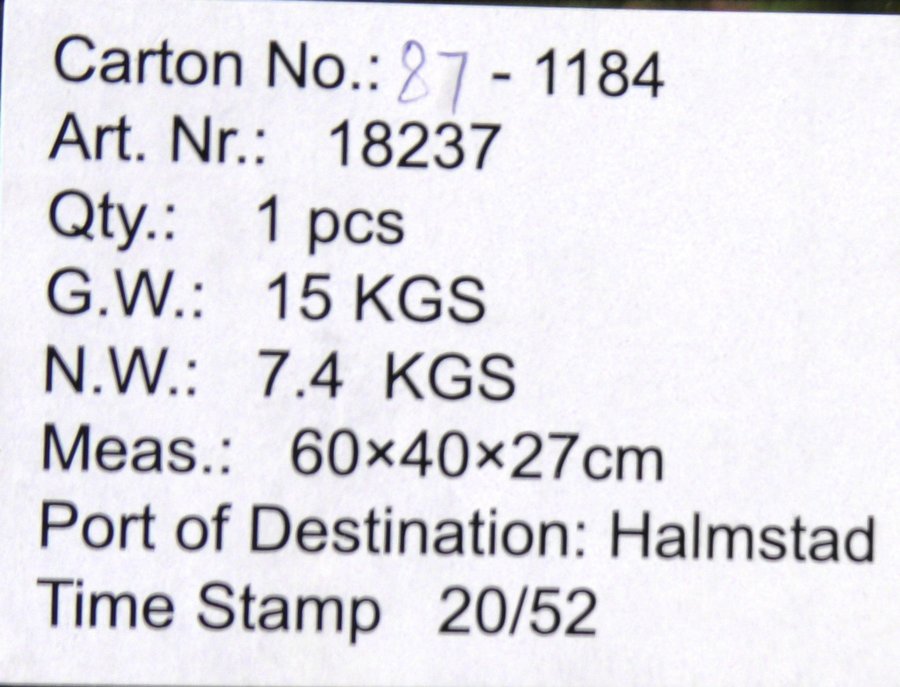 Carton No.: 87 - 1184
Art. Nr.: 18237
Qty.: 1 pcs
G.W.: 15 KGS
N.W.: 7.4 KGS
Meas.: 60×40×27cm
Port of Destination: Halmstad
Time Stamp 20/52